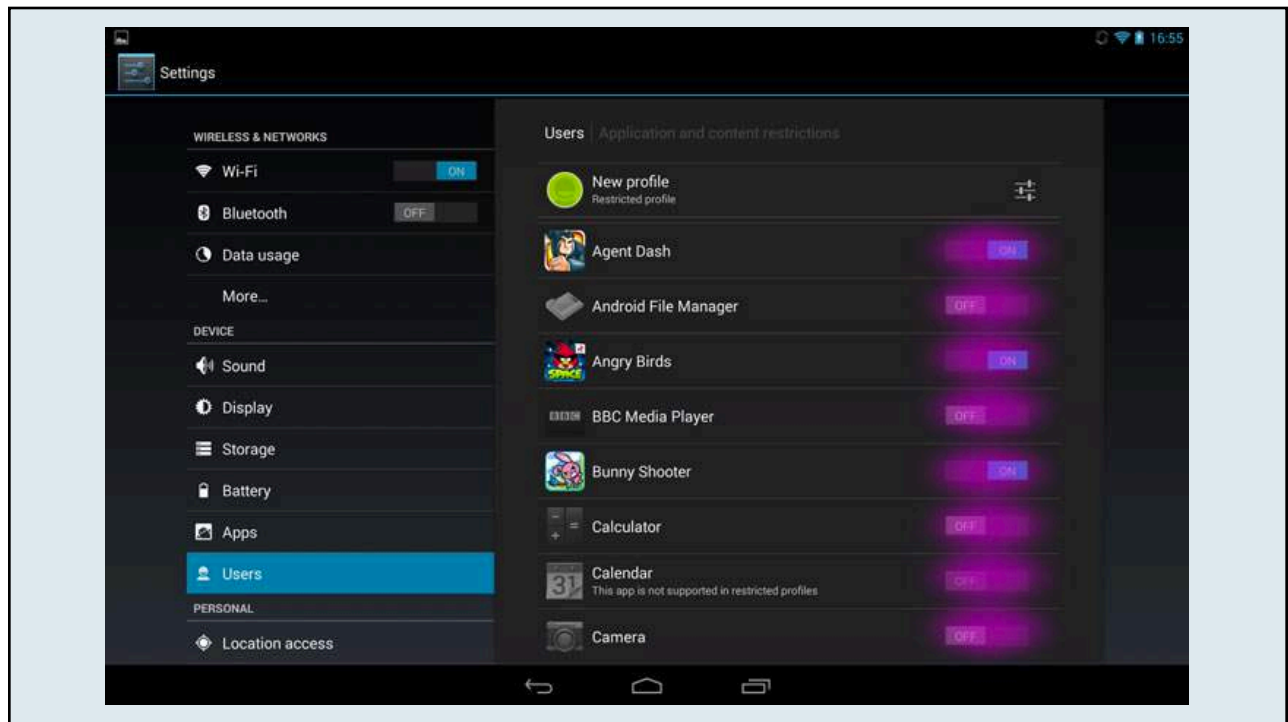 16:55
Settings
WIRELESS & NETWORKS
Wi-Fi ON
Bluetooth OFF
Data usage
More...
DEVICE
Sound
Display
Storage
Battery
Apps
Users
PERSONAL
Location access
Users | Application and content restrictions
New profile
Restricted profile
Agent Dash ON
Android File Manager OFF
SPACE
Angry Birds ON
BBC
BBC Media Player OFF
Bunny Shooter ON
Calculator OFF
31
Calendar OFF
This app is not supported in restricted profiles
Camera OFF